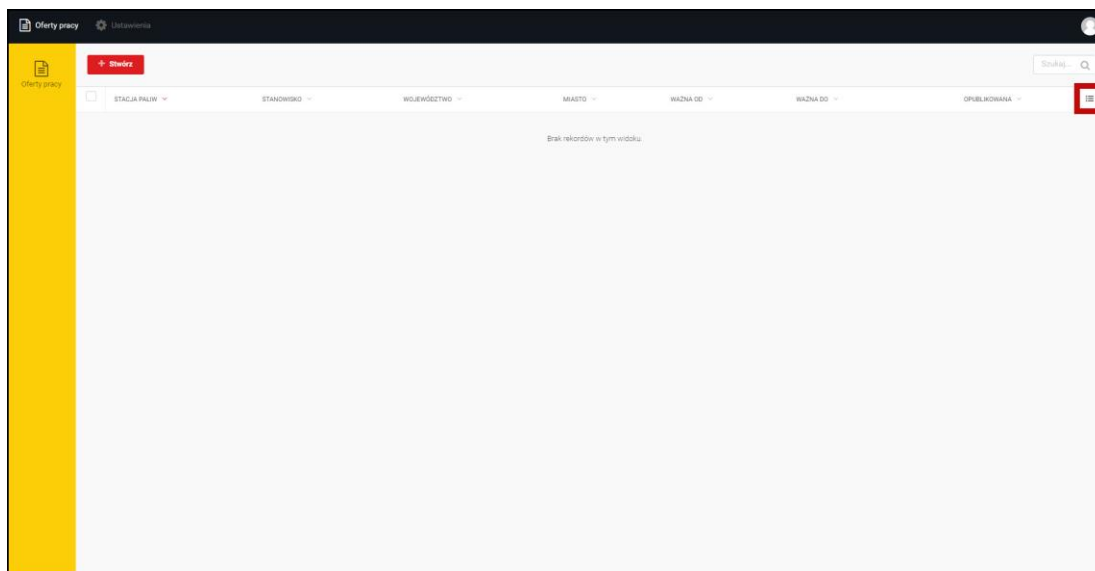 Oferty pracy Ustawienia
Oferty pracy
+ Stwórz
Szukaj...
STACJA PALIW STANOWISKO WOJEWÓDZTWO MIASTO WAŻNA OD WAŻNA DO OPUBLIKOWANA
Brak rekordów w tym widoku.